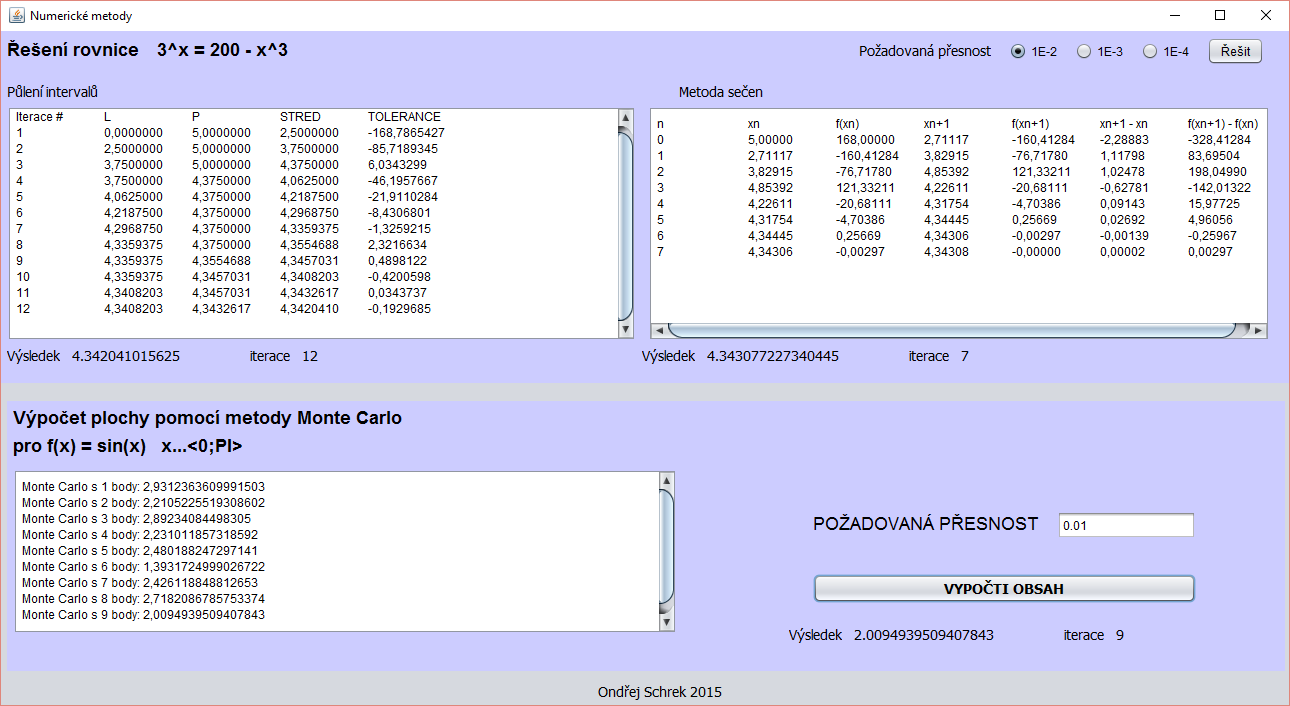 Numerické metody
Řešení rovnice 3^x = 200 - x^3
Požadovaná přesnost 1E-2 1E-3 1E-4 Řešit
Půlení intervalů
Iterace # L P STRED TOLERANCE
1 0,0000000 5,0000000 2,5000000 -168,7865427
2 2,5000000 5,0000000 3,7500000 -85,7189345
3 3,7500000 5,0000000 4,3750000 6,0343299
4 3,7500000 4,3750000 4,0625000 -46,1957667
5 4,0625000 4,3750000 4,2187500 -21,9110284
6 4,2187500 4,3750000 4,2968750 -8,4306801
7 4,2968750 4,3750000 4,3359375 -1,3259215
8 4,3359375 4,3750000 4,3554688 2,3216634
9 4,3359375 4,3554688 4,3457031 0,4898122
10 4,3359375 4,3457031 4,3408203 -0,4200598
11 4,3408203 4,3457031 4,3432617 0,0343737
12 4,3408203 4,3432617 4,3420410 -0,1929685
Výsledek 4.342041015625 iterace 12
Metoda sečen
n xn f(xn) xn+1 f(xn+1) xn+1 - xn f(xn+1) - f(xn)
0 5,00000 168,00000 2,71117 -160,41284 -2,28883 -328,41284
1 2,71117 -160,41284 3,82915 -76,71780 1,11798 83,69504
2 3,82915 -76,71780 4,85392 121,33211 1,02478 198,04990
3 4,85392 121,33211 4,22611 -20,68111 -0,62781 -142,01322
4 4,22611 -20,68111 4,31754 -4,70386 0,09143 15,97725
5 4,31754 -4,70386 4,34445 0,25669 0,02692 4,96056
6 4,34445 0,25669 4,34306 -0,00297 -0,00139 -0,25967
7 4,34306 -0,00297 4,34308 -0,00000 0,00002 0,00297
Výsledek 4.343077227340445 iterace 7
Výpočet plochy pomocí metody Monte Carlo
pro f(x) = sin(x) x...<0;PI>
Monte Carlo s 1 body: 2,9312363609991503
Monte Carlo s 2 body: 2,2105225519308602
Monte Carlo s 3 body: 2,89234084498305
Monte Carlo s 4 body: 2,231011857318592
Monte Carlo s 5 body: 2,480188247297141
Monte Carlo s 6 body: 1,3931724999026722
Monte Carlo s 7 body: 2,426118848812653
Monte Carlo s 8 body: 2,7182086785753374
Monte Carlo s 9 body: 2,0094939509407843
POŽADOVANÁ PŘESNOST 0.01
VYPOČTI OBSAH
Výsledek 2.0094939509407843 iterace 9
Ondřej Schrek 2015